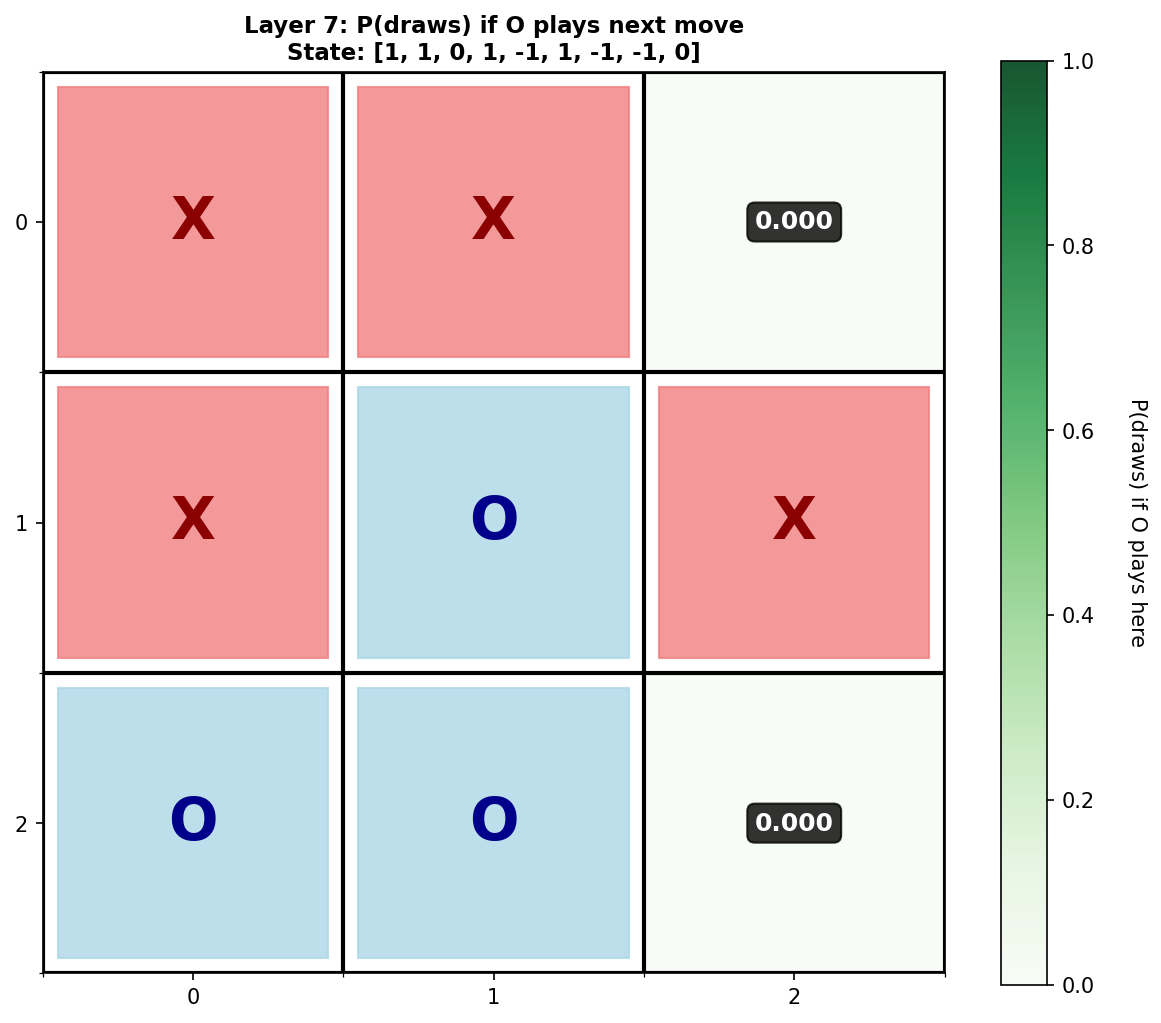 Layer 7: P(draws) if O plays next move
State: [1, 1, 0, 1, -1, 1, -1, -1, 0]
X X 0.000
X O X
O O 0.000
0
1
2
0 1 2
1.0
0.8
0.6
0.4
0.2
0.0
P(draws) if O plays here